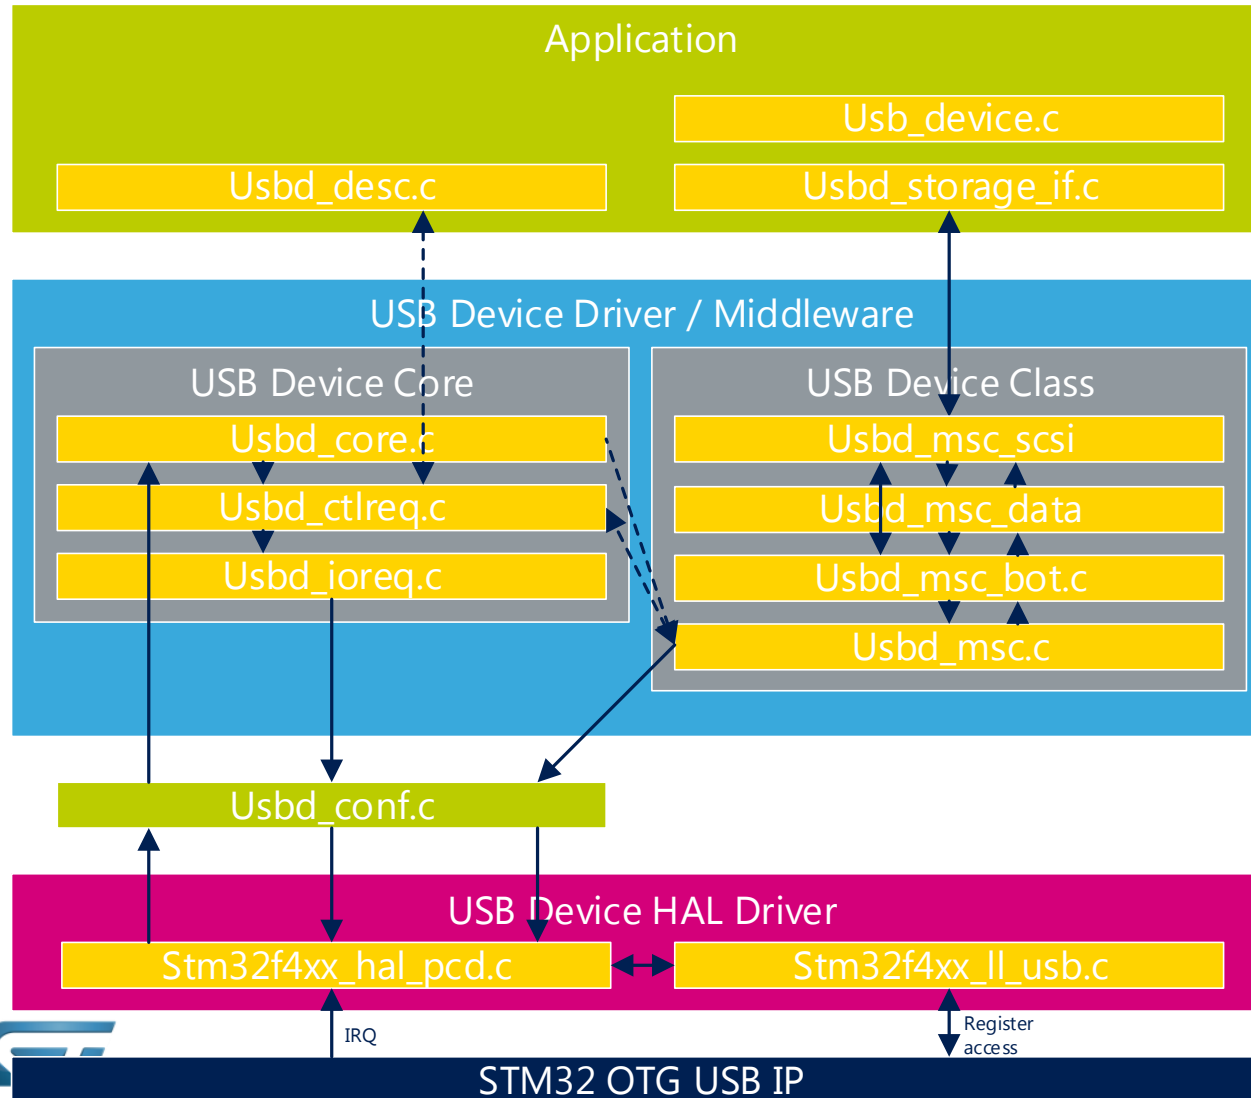 Application
Usb_device.c
Usbd_desc.c
Usbd_storage_if.c
USB Device Driver / Middleware
USB Device Core
Usbd_core.c
Usbd_ctlreq.c
Usbd_ioreq.c
USB Device Class
Usbd_msc_scsi
Usbd_msc_data
Usbd_msc_bot.c
Usbd_msc.c
Usbd_conf.c
USB Device HAL Driver
Stm32f4xx_hal_pcd.c
Stm32f4xx_ll_usb.c
IRQ
Register
access
STM32 OTG USB IP